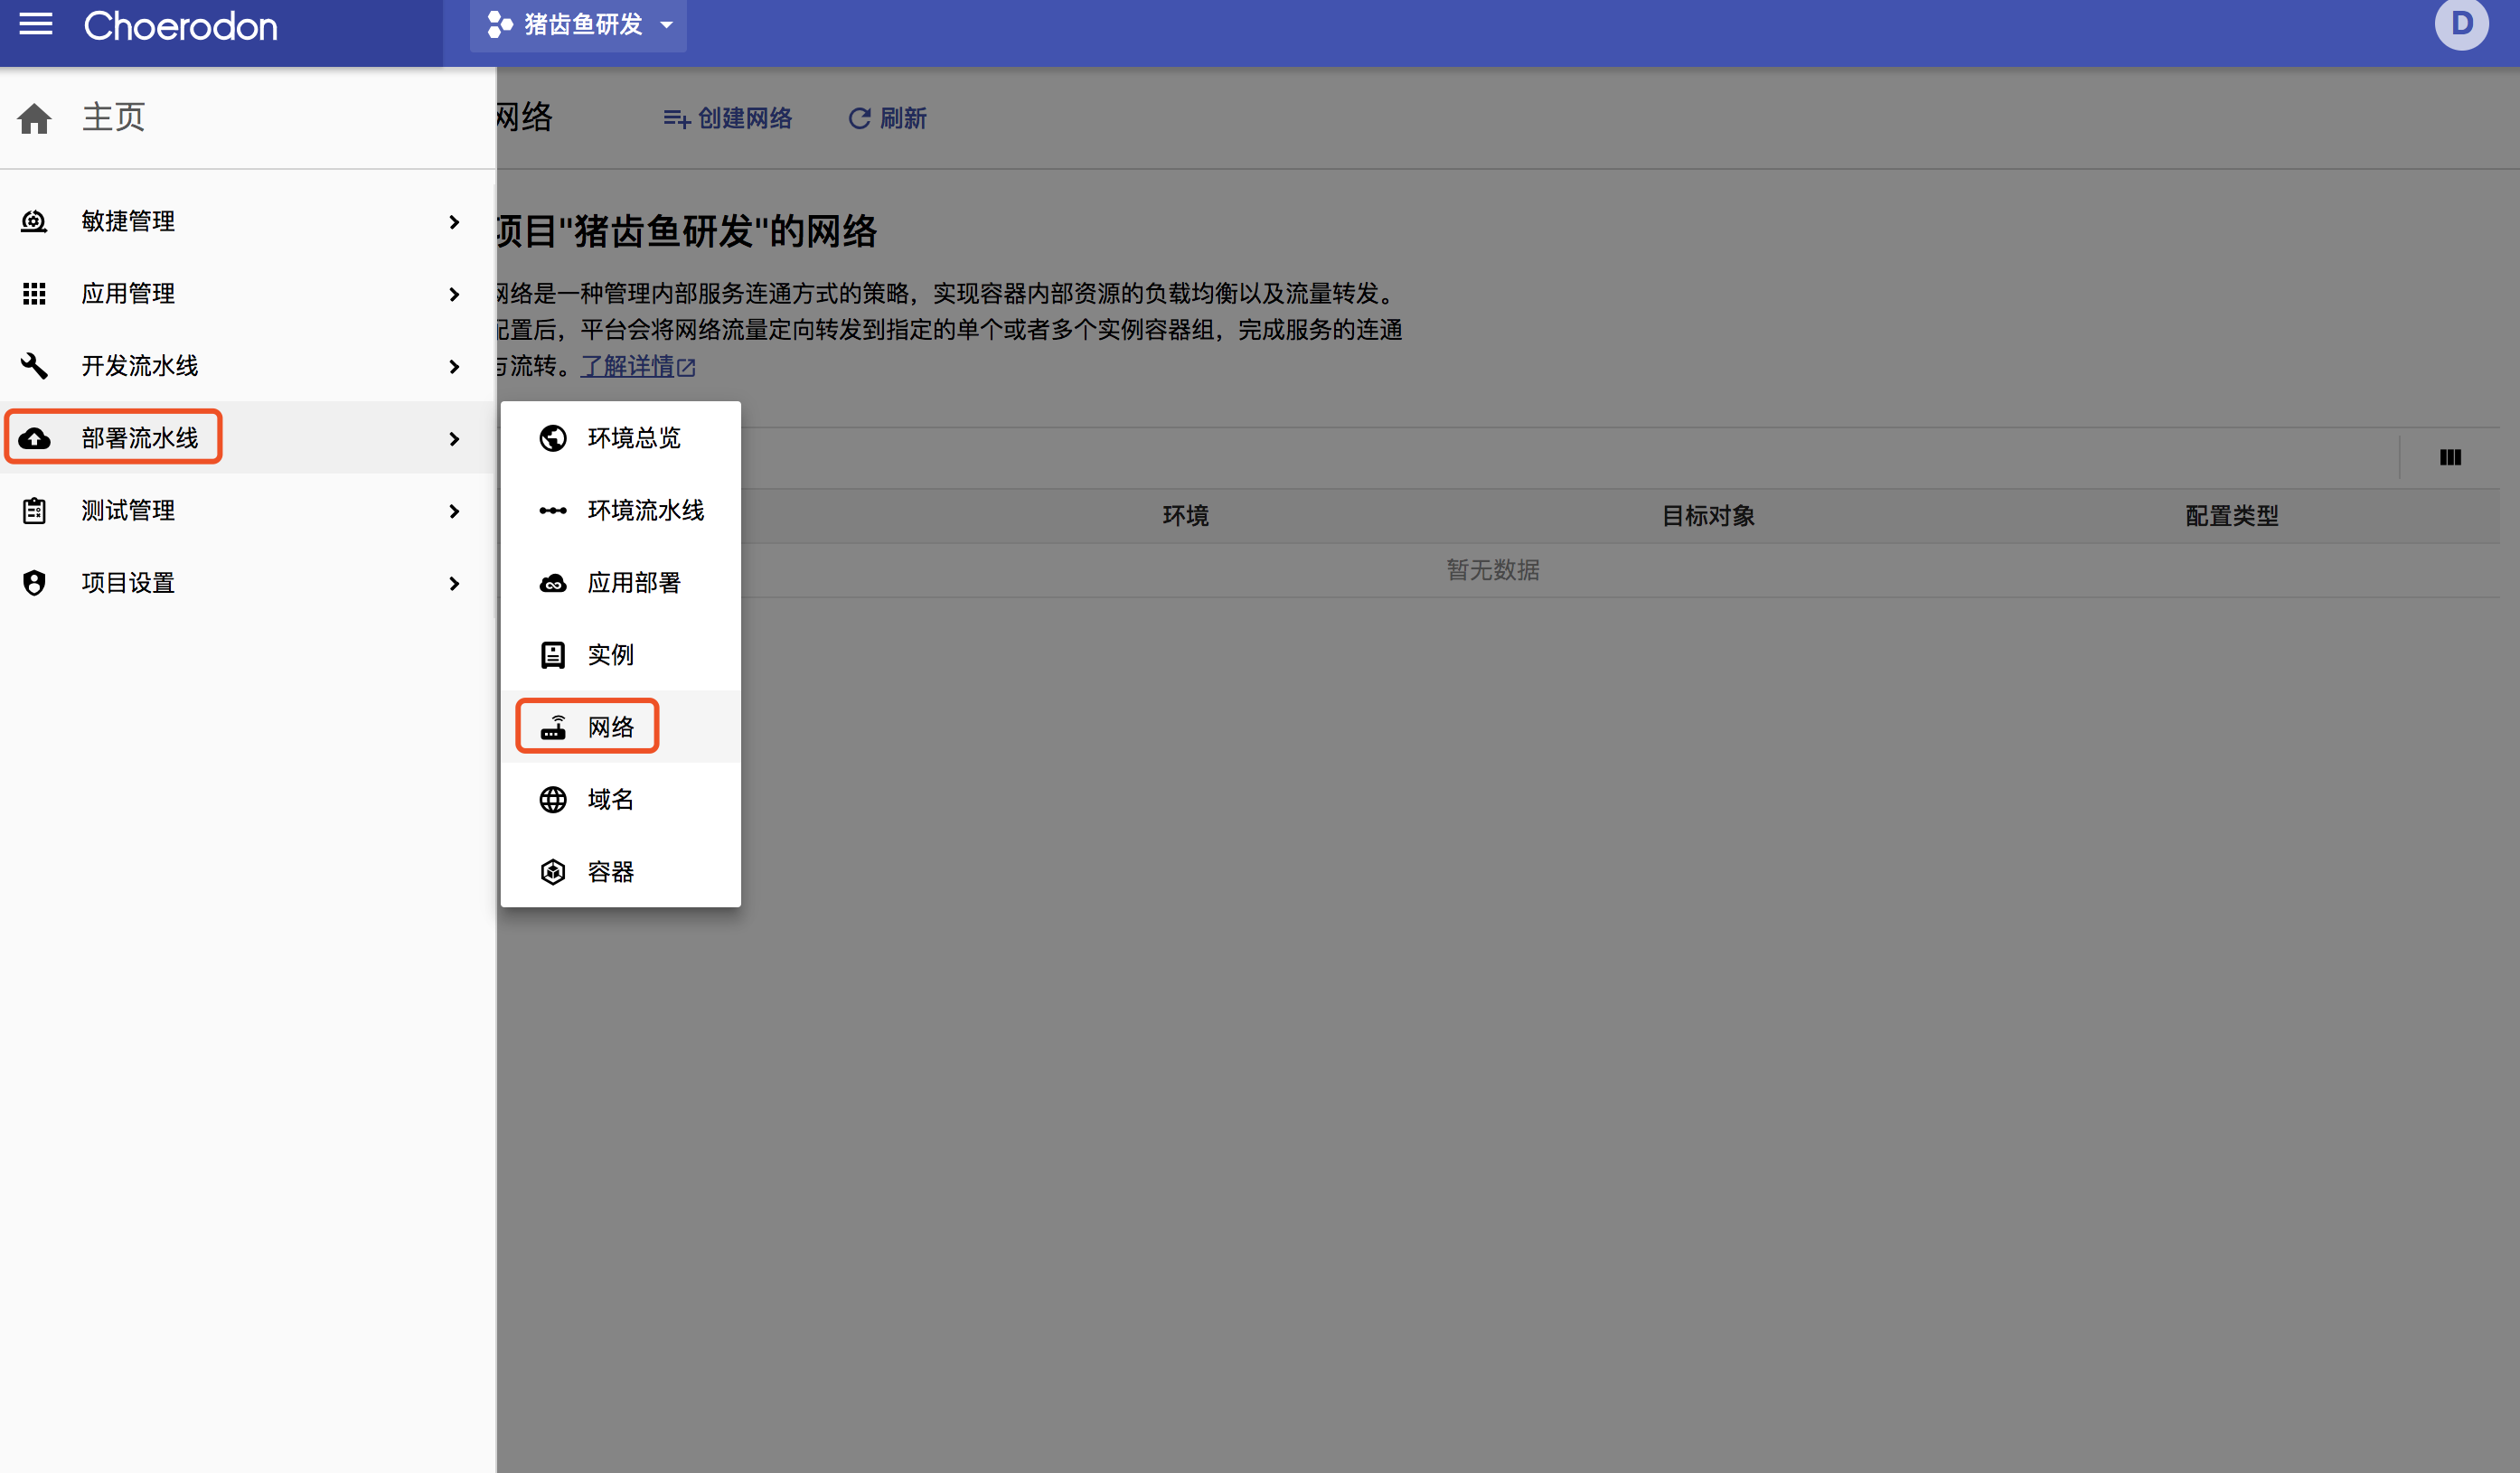 Choerodon
猪齿鱼研发
D
主页
网络
创建网络
刷新
敏捷管理
应用管理
开发流水线
部署流水线
测试管理
项目设置
项目"猪齿鱼研发"的网络
网络是一种管理内部服务连通方式的策略，实现容器内部资源的负载均衡以及流量转发。
配置后，平台会将网络流量定向转发到指定的单个或者多个实例容器组，完成服务的连通
与流转。了解详情
环境总览
环境流水线
应用部署
实例
网络
域名
容器
环境
目标对象
配置类型
暂无数据